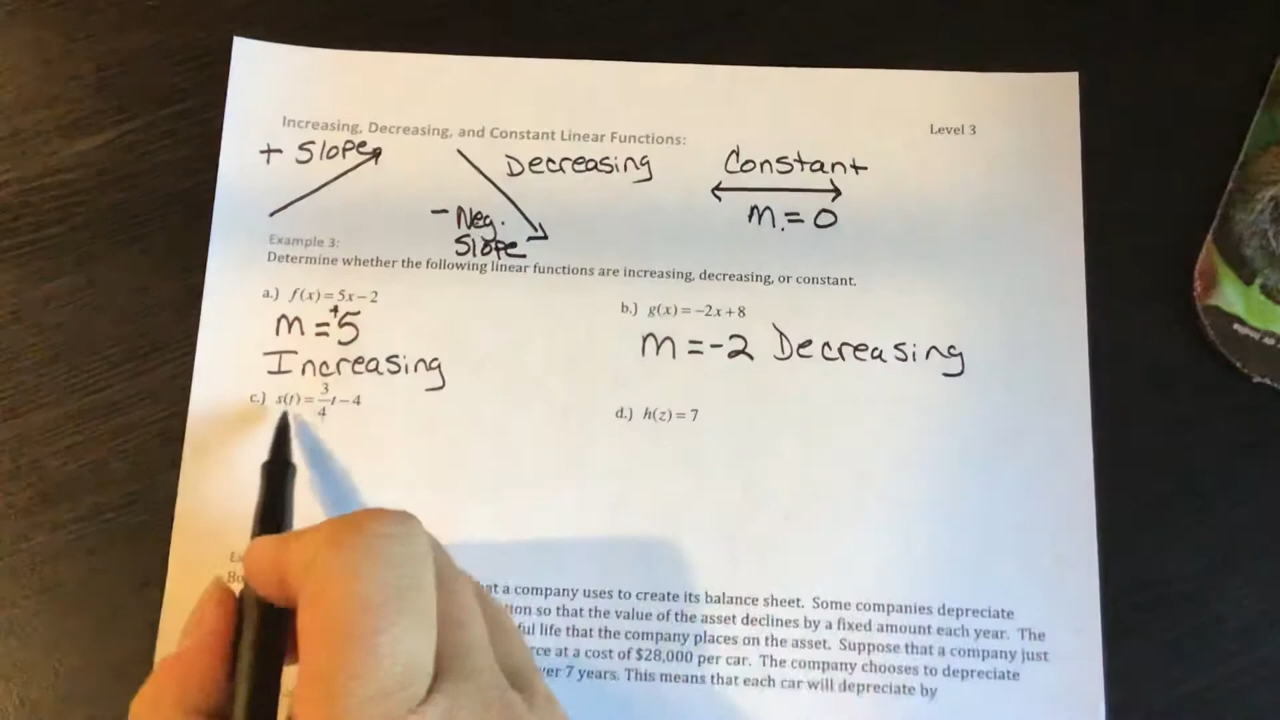 Increasing, Decreasing, and Constant Linear Functions:
Level 3
+ Slope
Decreasing
- Neg.
Slope
Constant
m = 0
Example 3:
Determine whether the following linear functions are increasing, decreasing, or constant.
a.) f(x) = 5x − 2
m = +5
Increasing
b.) g(x) = −2x + 8
m = -2 Decreasing
c.) s(t) = 3/4 t − 4
d.) h(z) = 7
a company uses to create its balance sheet. Some companies depreciate
so that the value of the asset declines by a fixed amount each year. The
life that the company places on the asset. Suppose that a company just
at a cost of $28,000 per car. The company chooses to depreciate
7 years. This means that each car will depreciate by